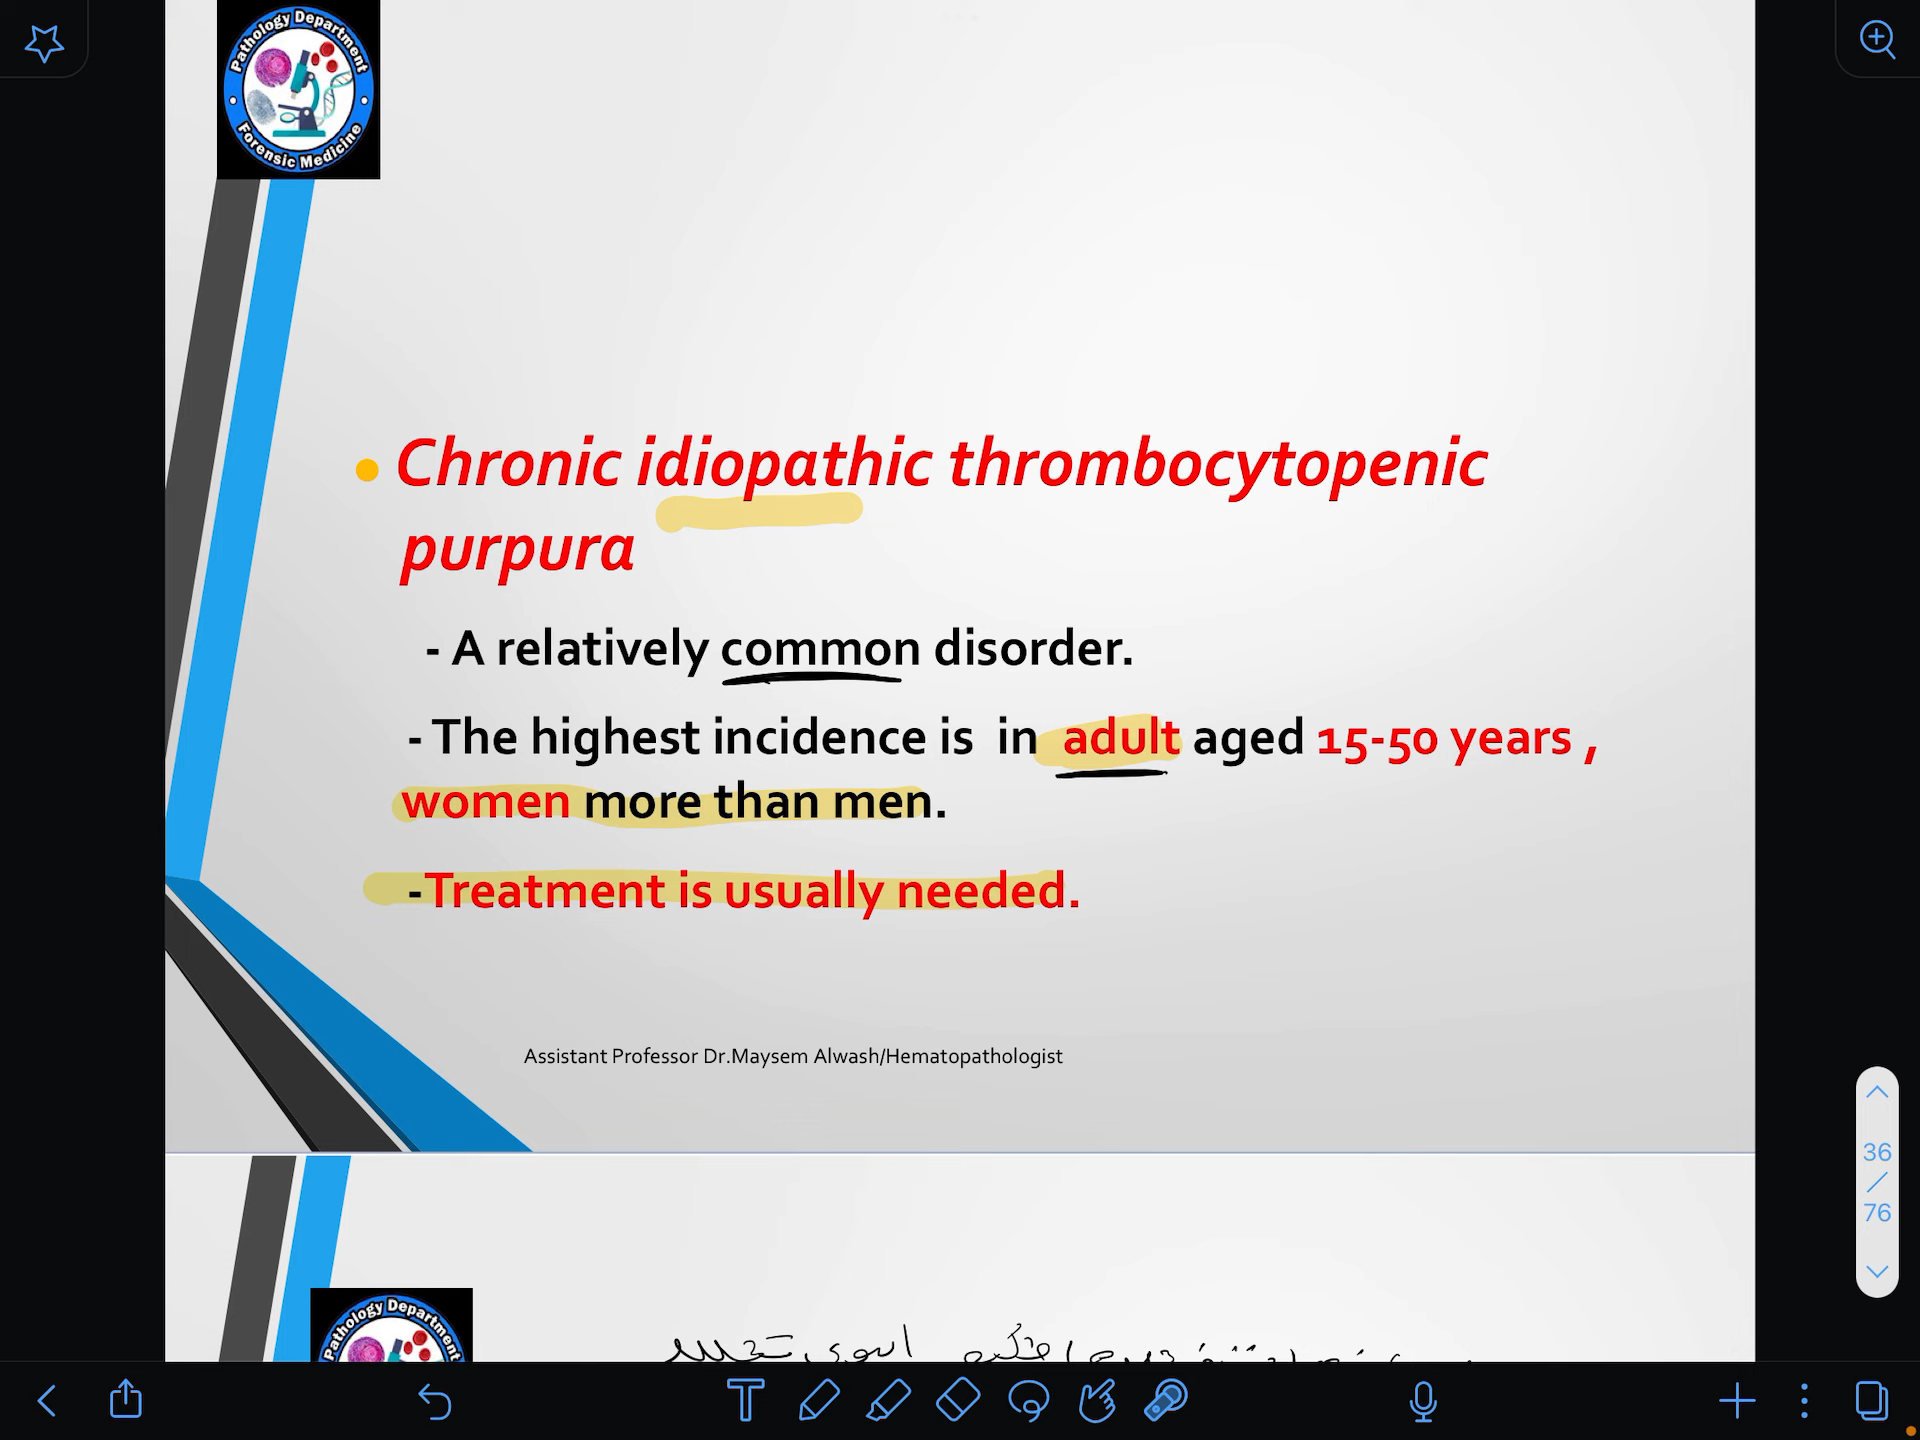 Pathology Department
Forensic Medicine
Chronic idiopathic thrombocytopenic
purpura
- A relatively common disorder.
- The highest incidence is in adult aged 15-50 years ,
women more than men.
-Treatment is usually needed.
Assistant Professor Dr.Maysem Alwash/Hematopathologist
36
/
76
Pathology Department
T